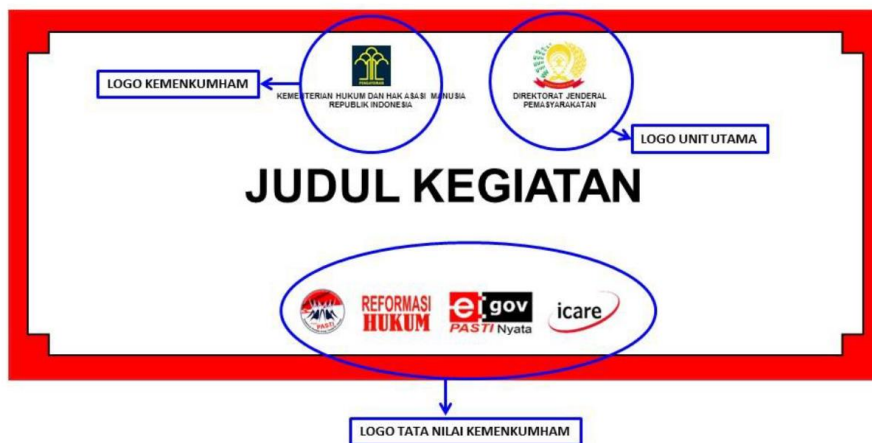 LOGO KEMENKUMHAM
PENGAYOMAN
KEMENTERIAN HUKUM DAN HAK ASASI MANUSIA
REPUBLIK INDONESIA
DIREKTORAT JENDERAL
PEMASYARAKATAN
LOGO UNIT UTAMA
JUDUL KEGIATAN
PASTI
REFORMASI
HUKUM
e gov
PASTI Nyata
icare
LOGO TATA NILAI KEMENKUMHAM